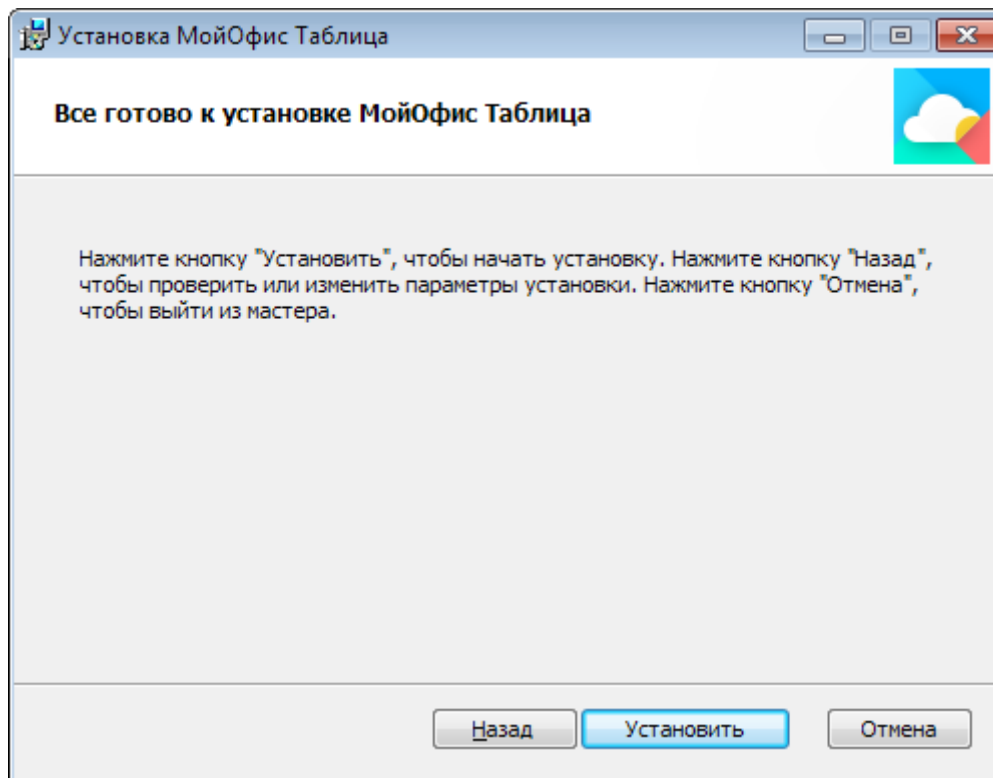 Установка МойОфис Таблица
Все готово к установке МойОфис Таблица
Нажмите кнопку "Установить", чтобы начать установку. Нажмите кнопку "Назад",
чтобы проверить или изменить параметры установки. Нажмите кнопку "Отмена",
чтобы выйти из мастера.
Назад Установить Отмена